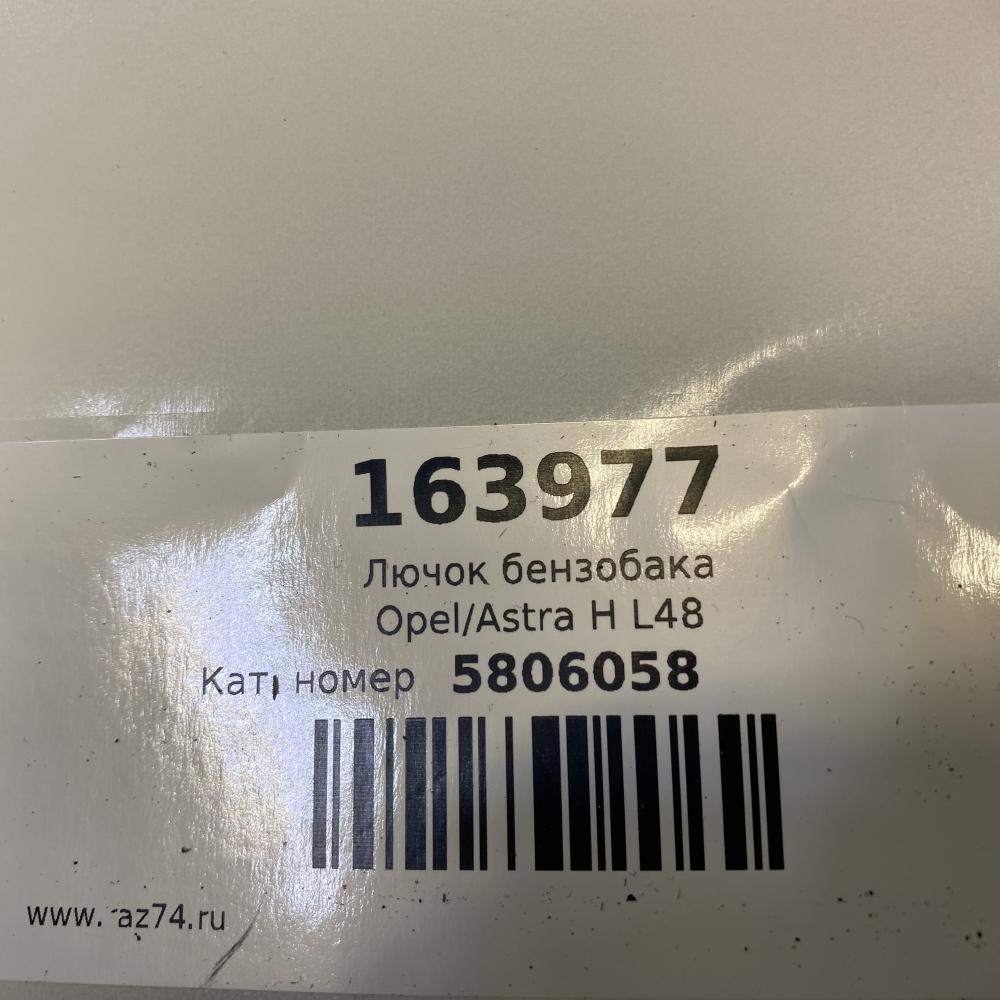 163977
Лючок бензобака
Opel/Astra H L48
Кат. номер 5806058